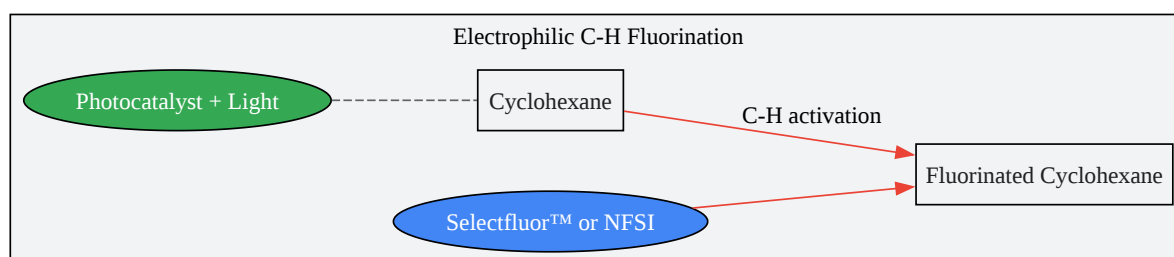 Electrophilic C-H Fluorination
Photocatalyst + Light
Cyclohexane
C-H activation
Fluorinated Cyclohexane
Selectfluor™ or NFSI